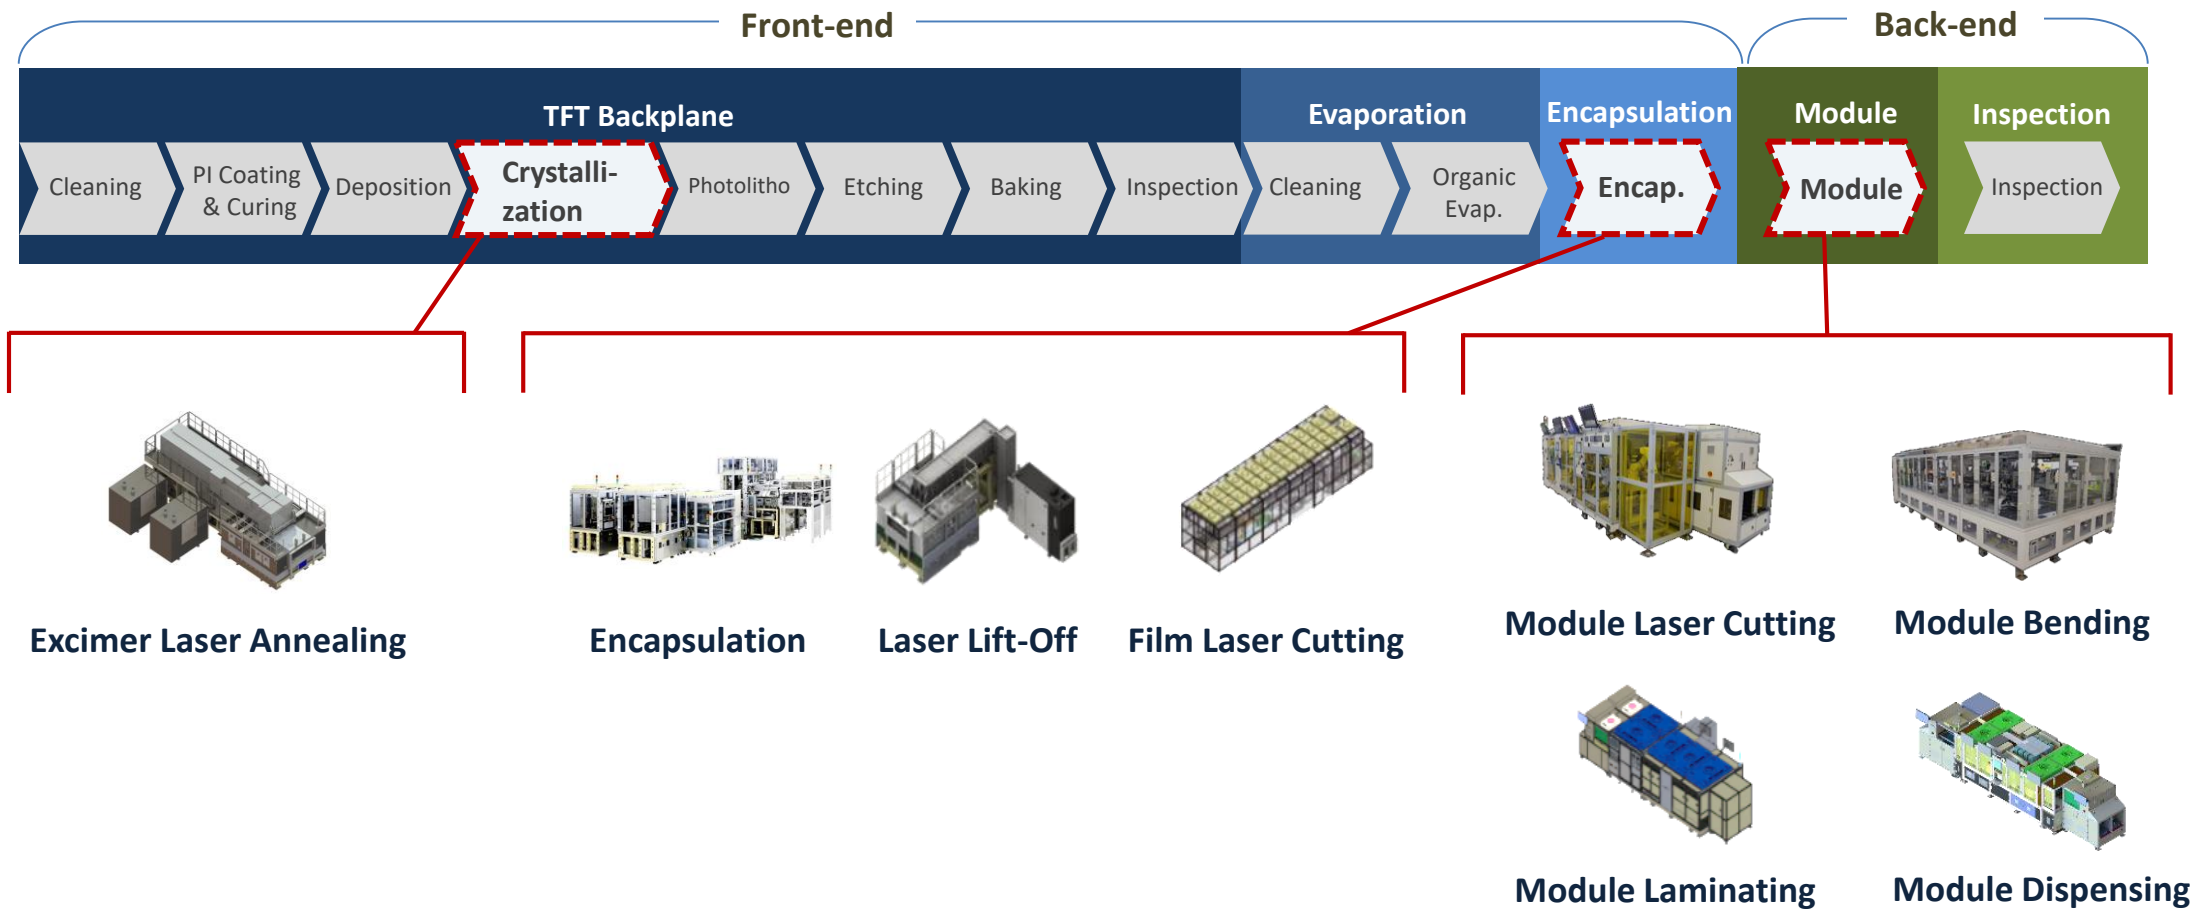 Front-end
Back-end
TFT Backplane
Evaporation
Encapsulation
Module
Inspection
Cleaning
PI Coating
& Curing
Deposition
Crystalli-
zation
Photolitho
Etching
Baking
Inspection
Cleaning
Organic
Evap.
Encap.
Module
Inspection
Excimer Laser Annealing
Encapsulation
Laser Lift-Off
Film Laser Cutting
Module Laser Cutting
Module Bending
Module Laminating
Module Dispensing